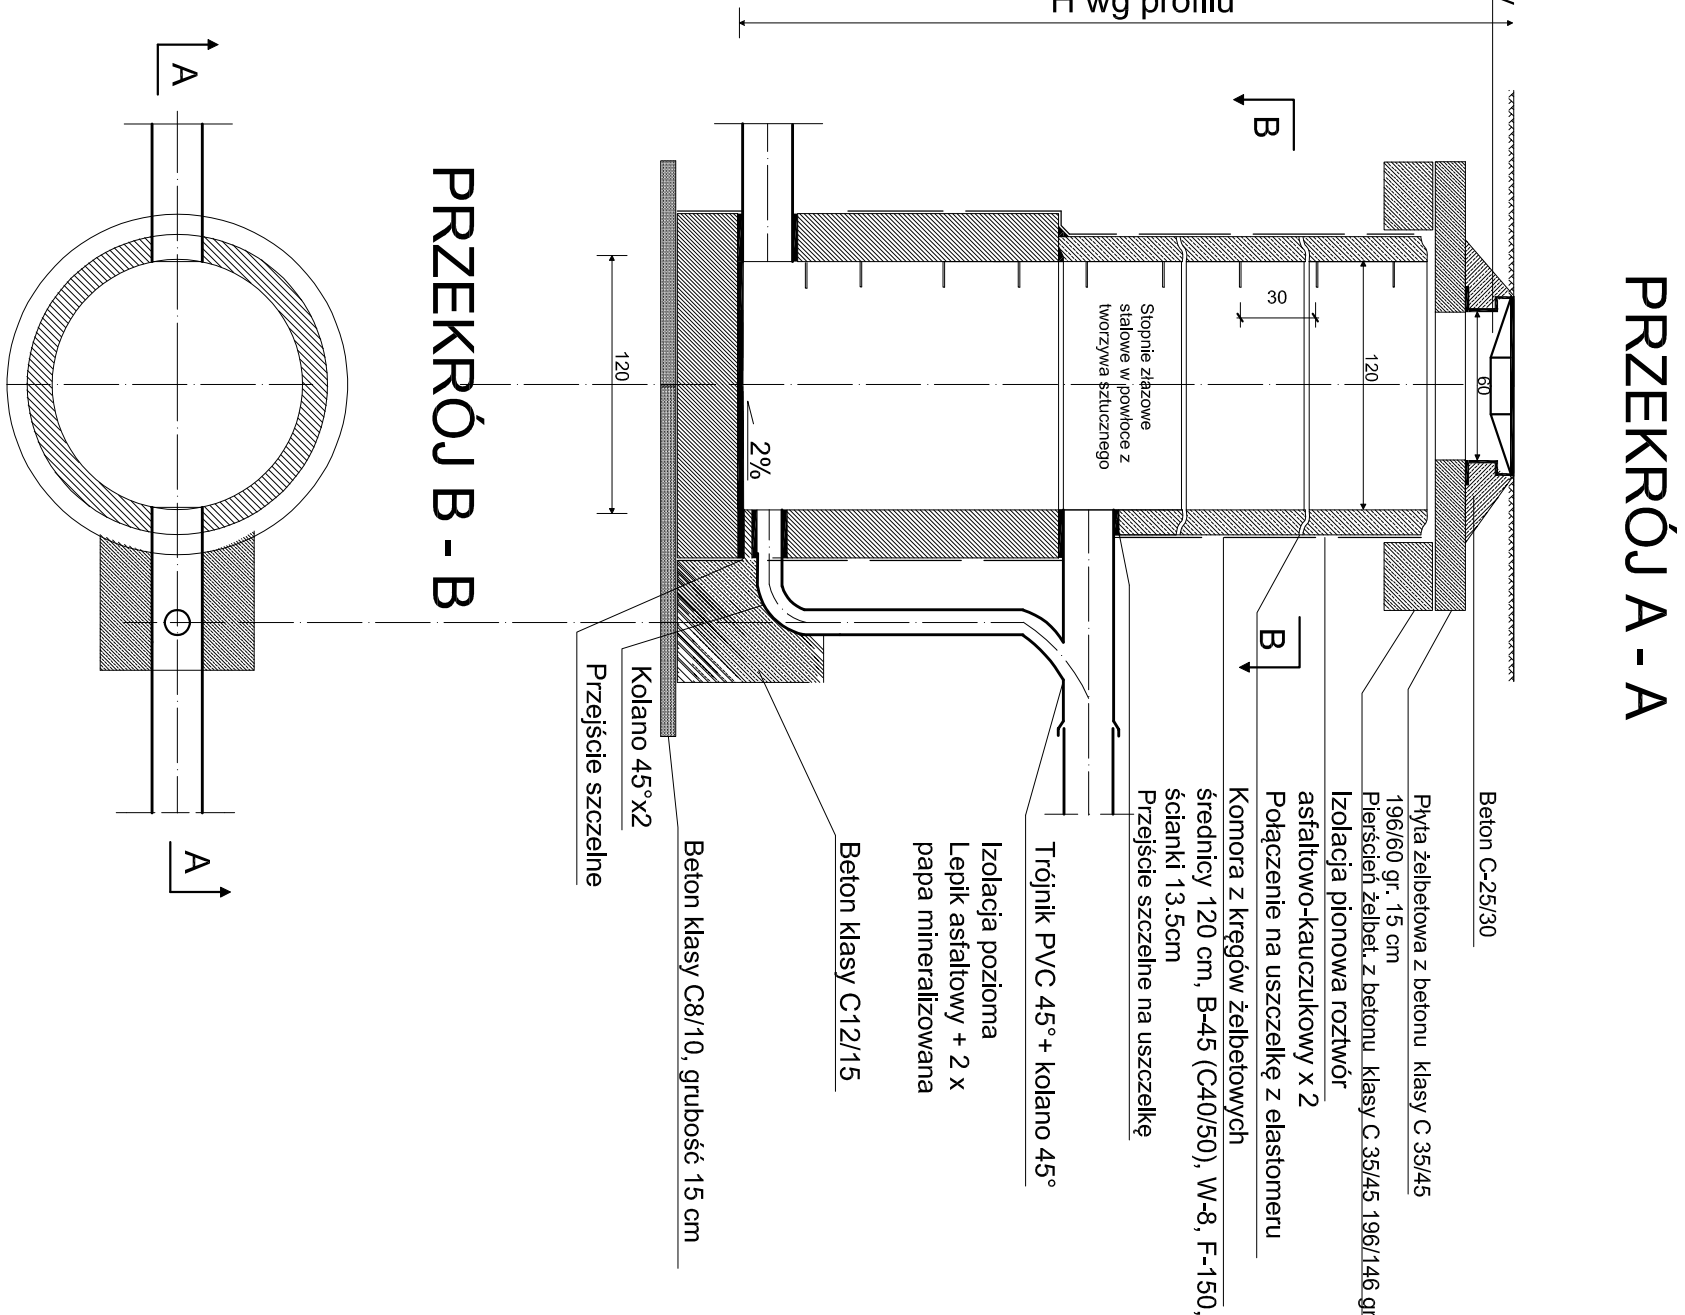 PRZEKRÓJ A - A
H wg profilu
B
B
60
120
30
Stopnie złazowe
stalowe w powłoce z
tworzywa sztucznego
2%
120
Beton C-25/30
Płyta żelbetowa z betonu klasy C 35/45
196/60 gr. 15 cm
Pierścień żelbet. z betonu klasy C 35/45 196/146 gr
Izolacja pionowa roztwór
asfaltowo-kauczukowy x 2
Połączenie na uszczelkę z elastomeru
Komora z kręgów żelbetowych
średnicy 120 cm, B-45 (C40/50), W-8, F-150,
ścianki 13.5cm
Przejście szczelne na uszczelkę
Trójnik PVC 45°+ kolano 45°
Izolacja pozioma
Lepik asfaltowy + 2 x
papa mineralizowana
Beton klasy C12/15
Beton klasy C8/10, grubość 15 cm
Kolano 45°x2
Przejście szczelne
PRZEKRÓJ B - B
A
A